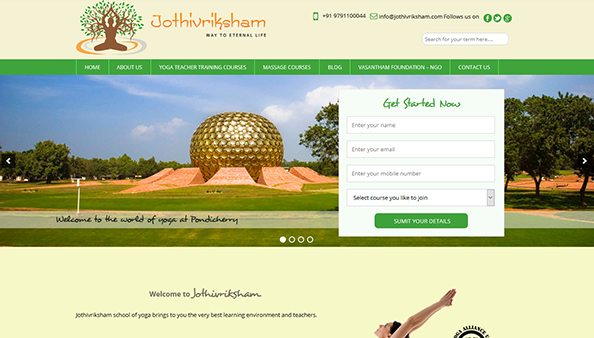 Jothivriksham
WAY TO ETERNAL LIFE
+91 9791100044 info@jothivriksham.com Follows us on
Search for your term here....
HOME ABOUT US YOGA TEACHER TRAINING COURSES MASSAGE COURSES BLOG VASANTHAM FOUNDATION – NGO CONTACT US
Get Started Now
Enter your name
Enter your email
Enter your mobile number
Select course you like to join
SUMIT YOUR DETAILS
Welcome to the world of yoga at Pondicherry
Welcome to Jothivriksham
Jothivriksham school of yoga brings to you the very best learning environment and teachers.
YOGA ALLIANCE